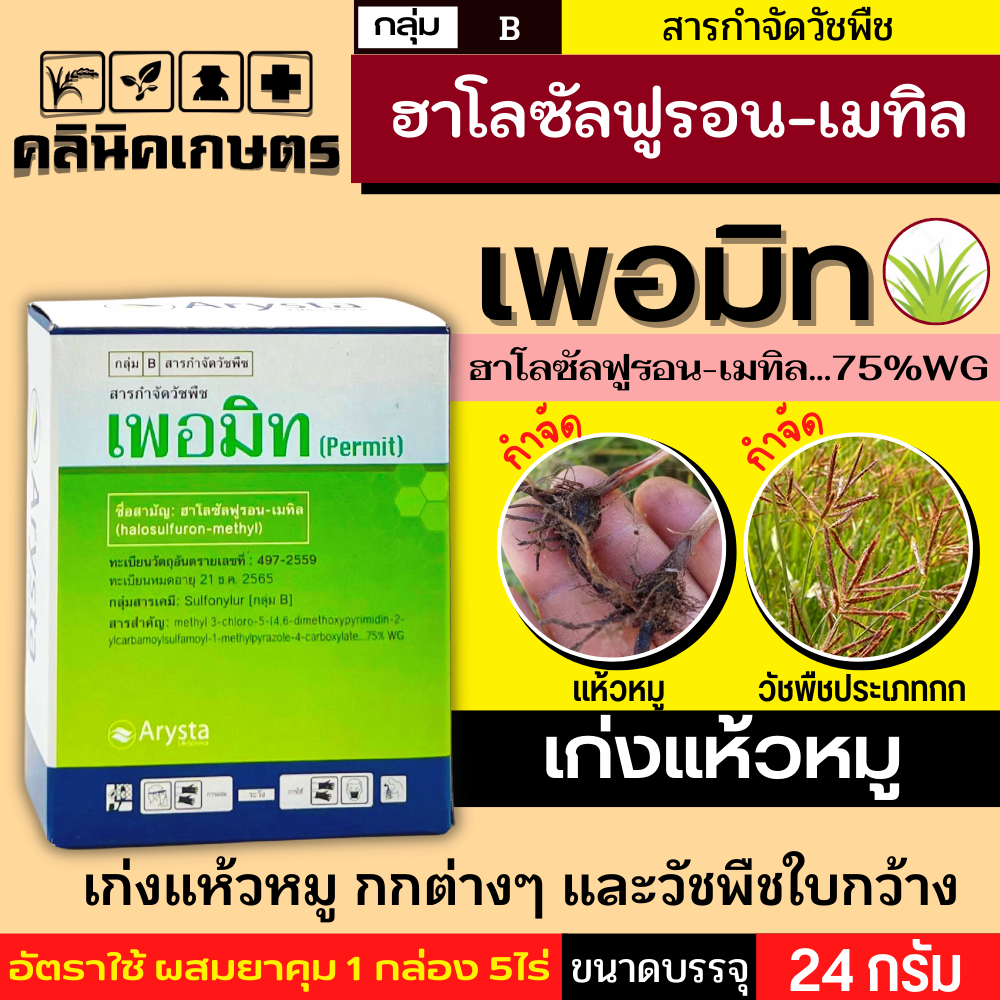 กลุ่ม B สารกำจัดวัชพืช
ฮาโลซัลฟูรอน-เมทิล
คลินิคเกษตร
เพอมิท
ฮาโลซัลฟูรอน-เมทิล...75%WG
Arysta
กลุ่ม B สารกำจัดวัชพืช
สารกำจัดวัชพืช
เพอมิท (Permit)
ชื่อสามัญ: ฮาโลซัลฟูรอน-เมทิล
(halosulfuron-methyl)
ทะเบียนวัตถุอันตรายเลขที่ : 497-2559
ทะเบียนหมดอายุ 21 ธ.ค. 2565
กลุ่มสารเคมี: Sulfonylur [กลุ่ม B]
สารสำคัญ: methyl 3-chloro-5-(4,6-dimethoxypyrimidin-2-
ylcarbamoylsulfamoyl-1-methylpyrazole-4-carboxylate...75% WG
Arysta
Arysta
กำจัด
กำจัด
แห้วหมู
วัชพืชประเภทกก
เก่งแห้วหมู
เก่งแห้วหมู กกต่างๆ และวัชพืชใบกว้าง
อัตราใช้ ผสมยาคุม 1 กล่อง 5ไร่ ขนาดบรรจุ 24 กรัม